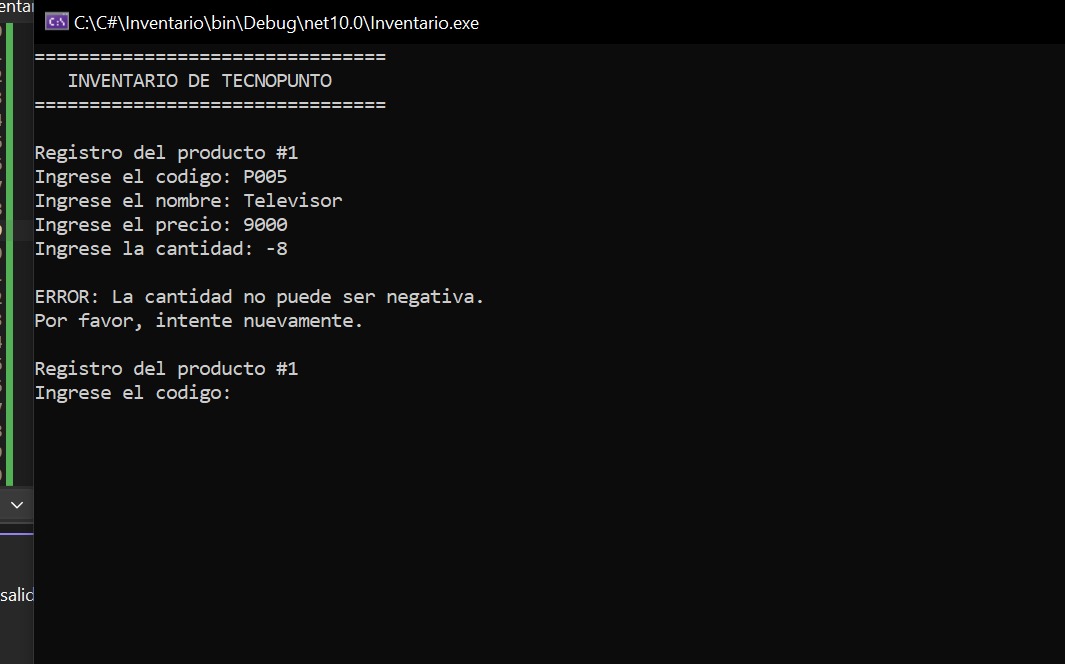 C:\C#\Inventario\bin\Debug\net10.0\Inventario.exe
================================
INVENTARIO DE TECNOPUNTO
================================
Registro del producto #1
Ingrese el codigo: P005
Ingrese el nombre: Televisor
Ingrese el precio: 9000
Ingrese la cantidad: -8
ERROR: La cantidad no puede ser negativa.
Por favor, intente nuevamente.
Registro del producto #1
Ingrese el codigo:
salid